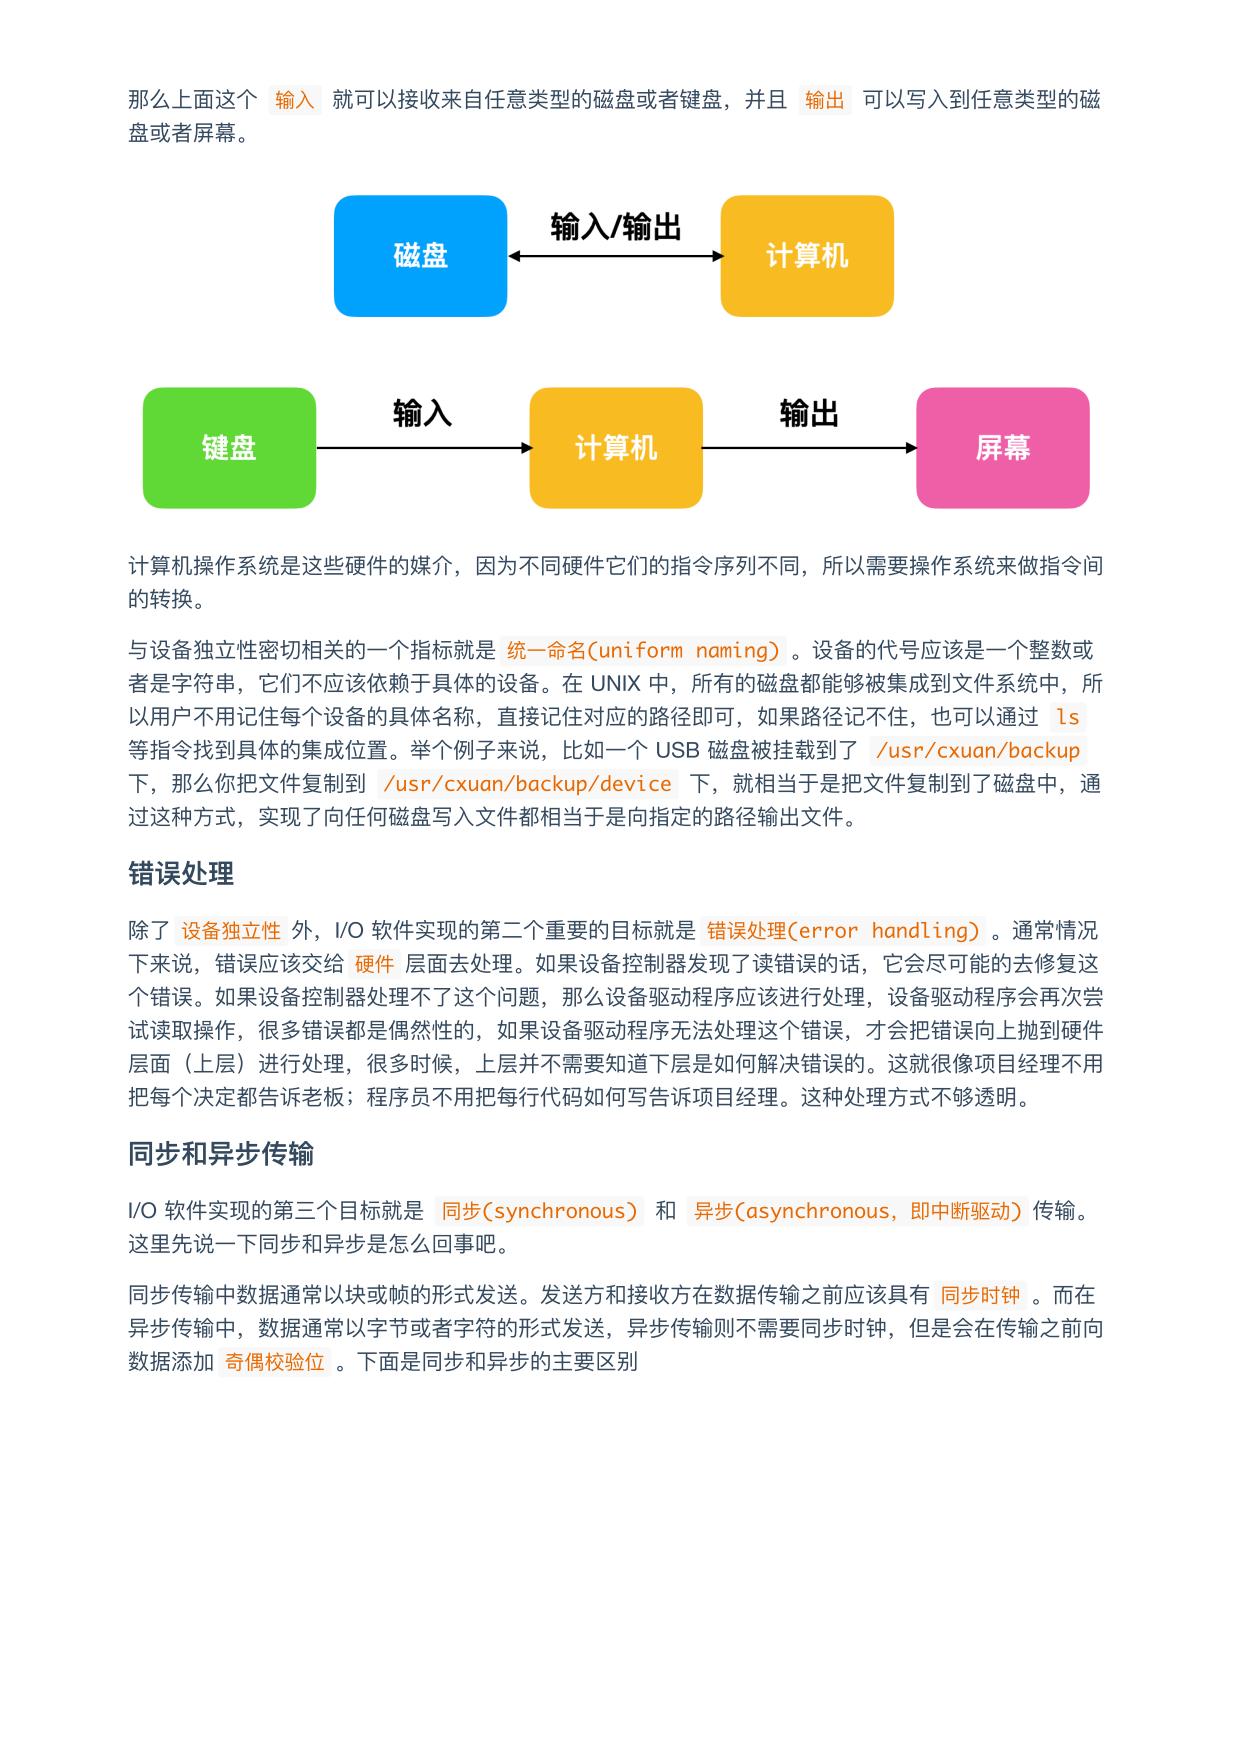 那么上面这个 输入 就可以接收来自任意类型的磁盘或者键盘，并且 输出 可以写入到任意类型的磁
盘或者屏幕。
输入/输出
磁盘 计算机
输入 输出
键盘 计算机 屏幕
计算机操作系统是这些硬件的媒介，因为不同硬件它们的指令序列不同，所以需要操作系统来做指令间
的转换。
与设备独立性密切相关的一个指标就是 统一命名(uniform naming) 。设备的代号应该是一个整数或
者是字符串，它们不应该依赖于具体的设备。在 UNIX 中，所有的磁盘都能够被集成到文件系统中，所
以用户不用记住每个设备的具体名称，直接记住对应的路径即可，如果路径记不住，也可以通过 ls
等指令找到具体的集成位置。举个例子来说，比如一个 USB 磁盘被挂载到了 /usr/cxuan/backup
下，那么你把文件复制到 /usr/cxuan/backup/device 下，就相当于是把文件复制到了磁盘中，通
过这种方式，实现了向任何磁盘写入文件都相当于是向指定的路径输出文件。
错误处理
除了 设备独立性 外，I/O 软件实现的第二个重要的目标就是 错误处理(error handling) 。通常情况
下来说，错误应该交给 硬件 层面去处理。如果设备控制器发现了读错误的话，它会尽可能的去修复这
个错误。如果设备控制器处理不了这个问题，那么设备驱动程序应该进行处理，设备驱动程序会再次尝
试读取操作，很多错误都是偶然性的，如果设备驱动程序无法处理这个错误，才会把错误向上抛到硬件
层面（上层）进行处理，很多时候，上层并不需要知道下层是如何解决错误的。这就很像项目经理不用
把每个决定都告诉老板；程序员不用把每行代码如何写告诉项目经理。这种处理方式不够透明。
同步和异步传输
I/O 软件实现的第三个目标就是 同步(synchronous) 和 异步(asynchronous，即中断驱动) 传输。
这里先说一下同步和异步是怎么回事吧。
同步传输中数据通常以块或帧的形式发送。发送方和接收方在数据传输之前应该具有 同步时钟 。而在
异步传输中，数据通常以字节或者字符的形式发送，异步传输则不需要同步时钟，但是会在传输之前向
数据添加 奇偶校验位 。下面是同步和异步的主要区别